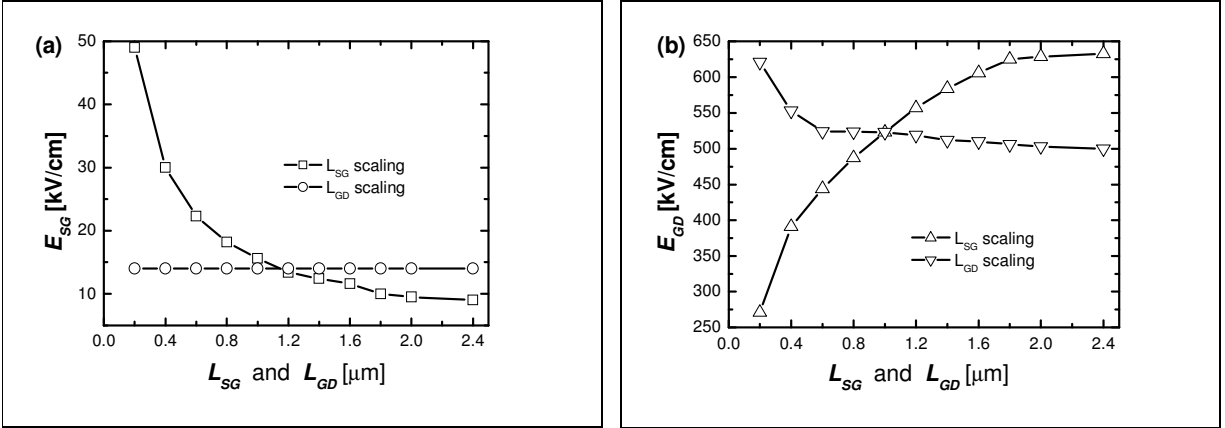 (a)
50
40
30
20
10
E_SG [kV/cm]
L_SG scaling
L_GD scaling
0.0 0.4 0.8 1.2 1.6 2.0 2.4
L_SG and L_GD [μm]
(b)
650
600
550
500
450
400
350
300
250
E_GD [kV/cm]
L_SG scaling
L_GD scaling
0.0 0.4 0.8 1.2 1.6 2.0 2.4
L_SG and L_GD [μm]